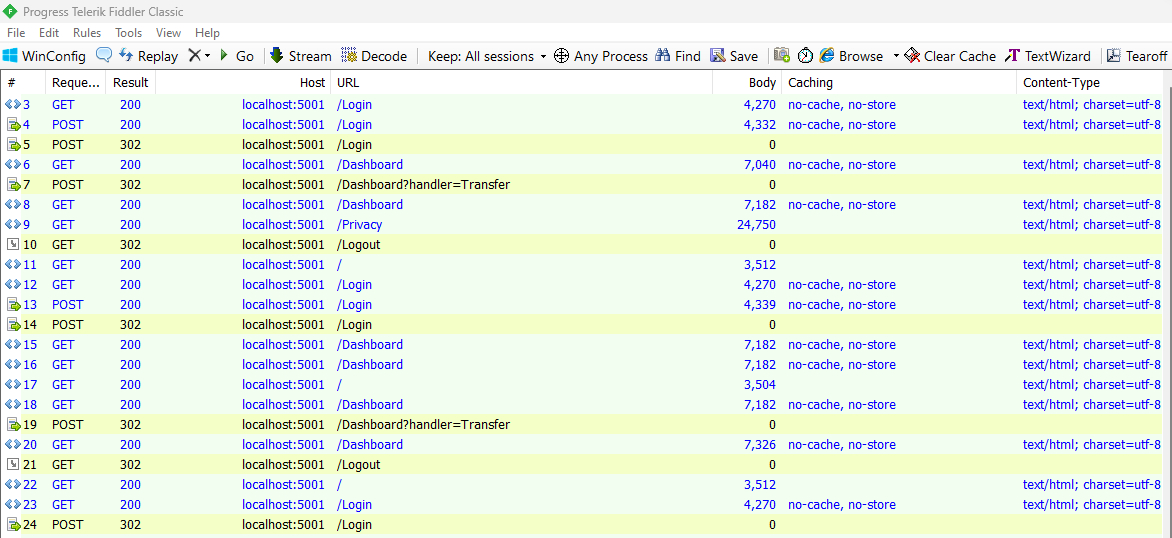 Progress Telerik Fiddler Classic
File Edit Rules Tools View Help
WinConfig Replay Go Stream Decode Keep: All sessions Any Process Find Save Browse Clear Cache TextWizard Tearoff
# Reque... Result Host URL Body Caching Content-Type
3 GET 200 localhost:5001 /Login 4,270 no-cache, no-store text/html; charset=utf-8
4 POST 200 localhost:5001 /Login 4,332 no-cache, no-store text/html; charset=utf-8
5 POST 302 localhost:5001 /Login 0
6 GET 200 localhost:5001 /Dashboard 7,040 no-cache, no-store text/html; charset=utf-8
7 POST 302 localhost:5001 /Dashboard?handler=Transfer 0
8 GET 200 localhost:5001 /Dashboard 7,182 no-cache, no-store text/html; charset=utf-8
9 GET 200 localhost:5001 /Privacy 24,750 text/html; charset=utf-8
10 GET 302 localhost:5001 /Logout 0
11 GET 200 localhost:5001 / 3,512 text/html; charset=utf-8
12 GET 200 localhost:5001 /Login 4,270 no-cache, no-store text/html; charset=utf-8
13 POST 200 localhost:5001 /Login 4,339 no-cache, no-store text/html; charset=utf-8
14 POST 302 localhost:5001 /Login 0
15 GET 200 localhost:5001 /Dashboard 7,182 no-cache, no-store text/html; charset=utf-8
16 GET 200 localhost:5001 /Dashboard 7,182 no-cache, no-store text/html; charset=utf-8
17 GET 200 localhost:5001 / 3,504 text/html; charset=utf-8
18 GET 200 localhost:5001 /Dashboard 7,182 no-cache, no-store text/html; charset=utf-8
19 POST 302 localhost:5001 /Dashboard?handler=Transfer 0
20 GET 200 localhost:5001 /Dashboard 7,326 no-cache, no-store text/html; charset=utf-8
21 GET 302 localhost:5001 /Logout 0
22 GET 200 localhost:5001 / 3,512 text/html; charset=utf-8
23 GET 200 localhost:5001 /Login 4,270 no-cache, no-store text/html; charset=utf-8
24 POST 302 localhost:5001 /Login 0